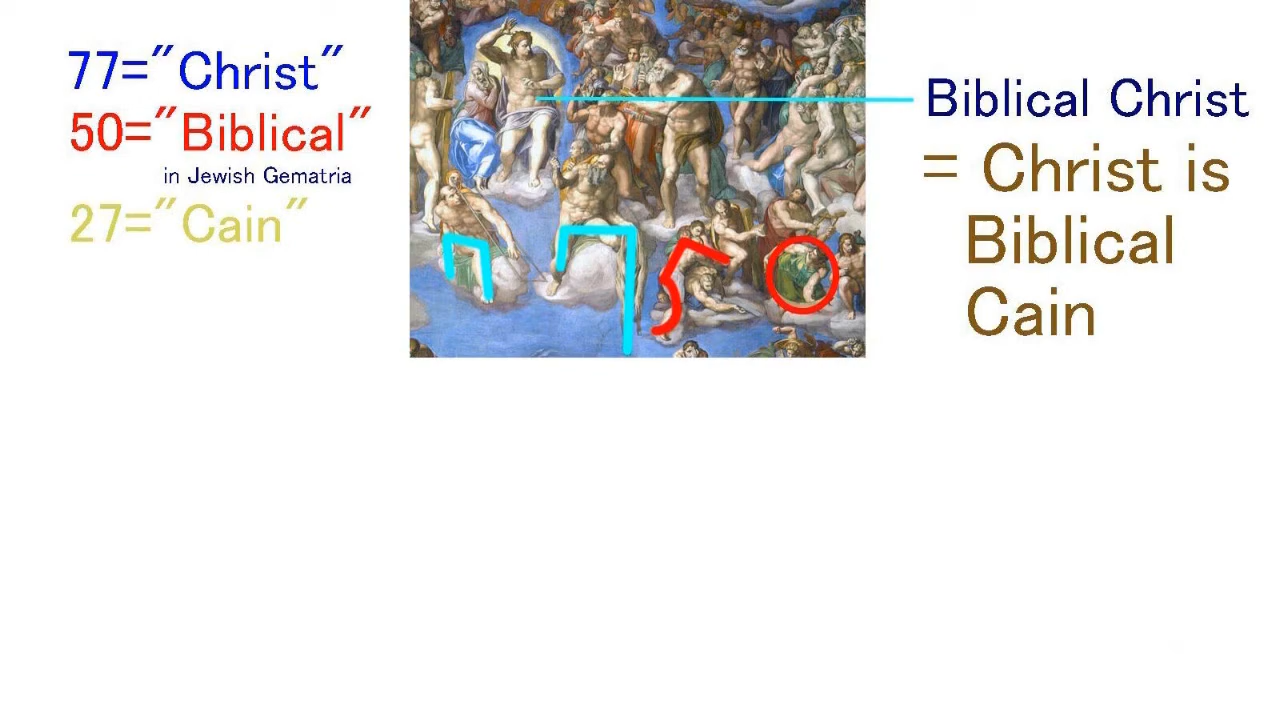 77="Christ"
50="Biblical"
in Jewish Gematria
27="Cain"
Biblical Christ
= Christ is
Biblical
Cain